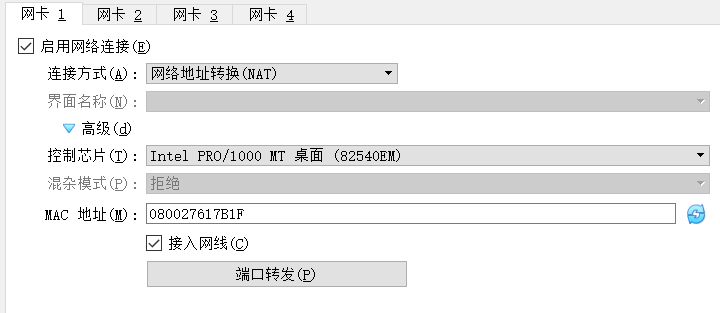 网卡 1 网卡 2 网卡 3 网卡 4
启用网络连接(E)
连接方式(A)： 网络地址转换(NAT)
界面名称(N)：
高级(d)
控制芯片(T)： Intel PRO/1000 MT 桌面 (82540EM)
混杂模式(P)： 拒绝
MAC 地址(M)： 080027617B1F
接入网线(C)
端口转发(P)